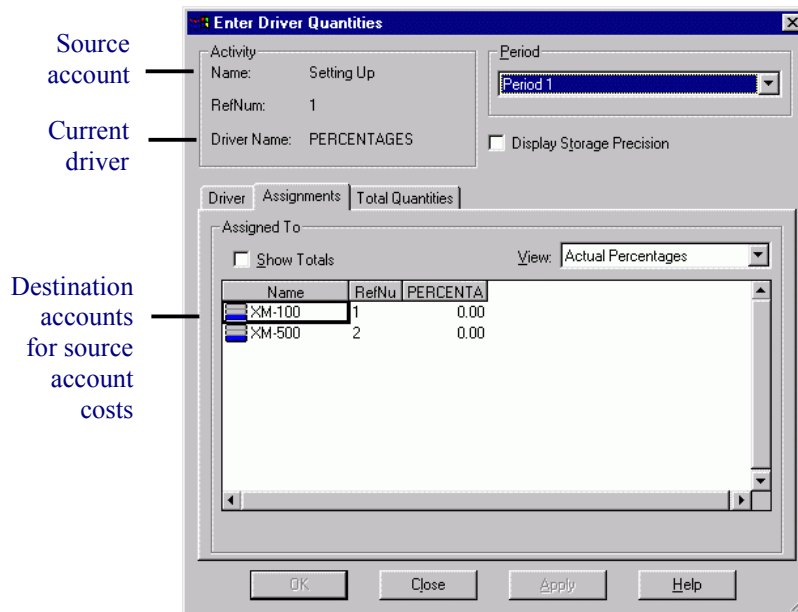 Enter Driver Quantities
Source account
Current driver
Destination accounts for source account costs
Activity
Name: Setting Up
RefNum: 1
Driver Name: PERCENTAGES
Period
Period 1
Display Storage Precision
Driver Assignments Total Quantities
Assigned To
Show Totals
View: Actual Percentages
Name RefNu PERCENTA
XM-100 1 0.00
XM-500 2 0.00
OK Close Apply Help